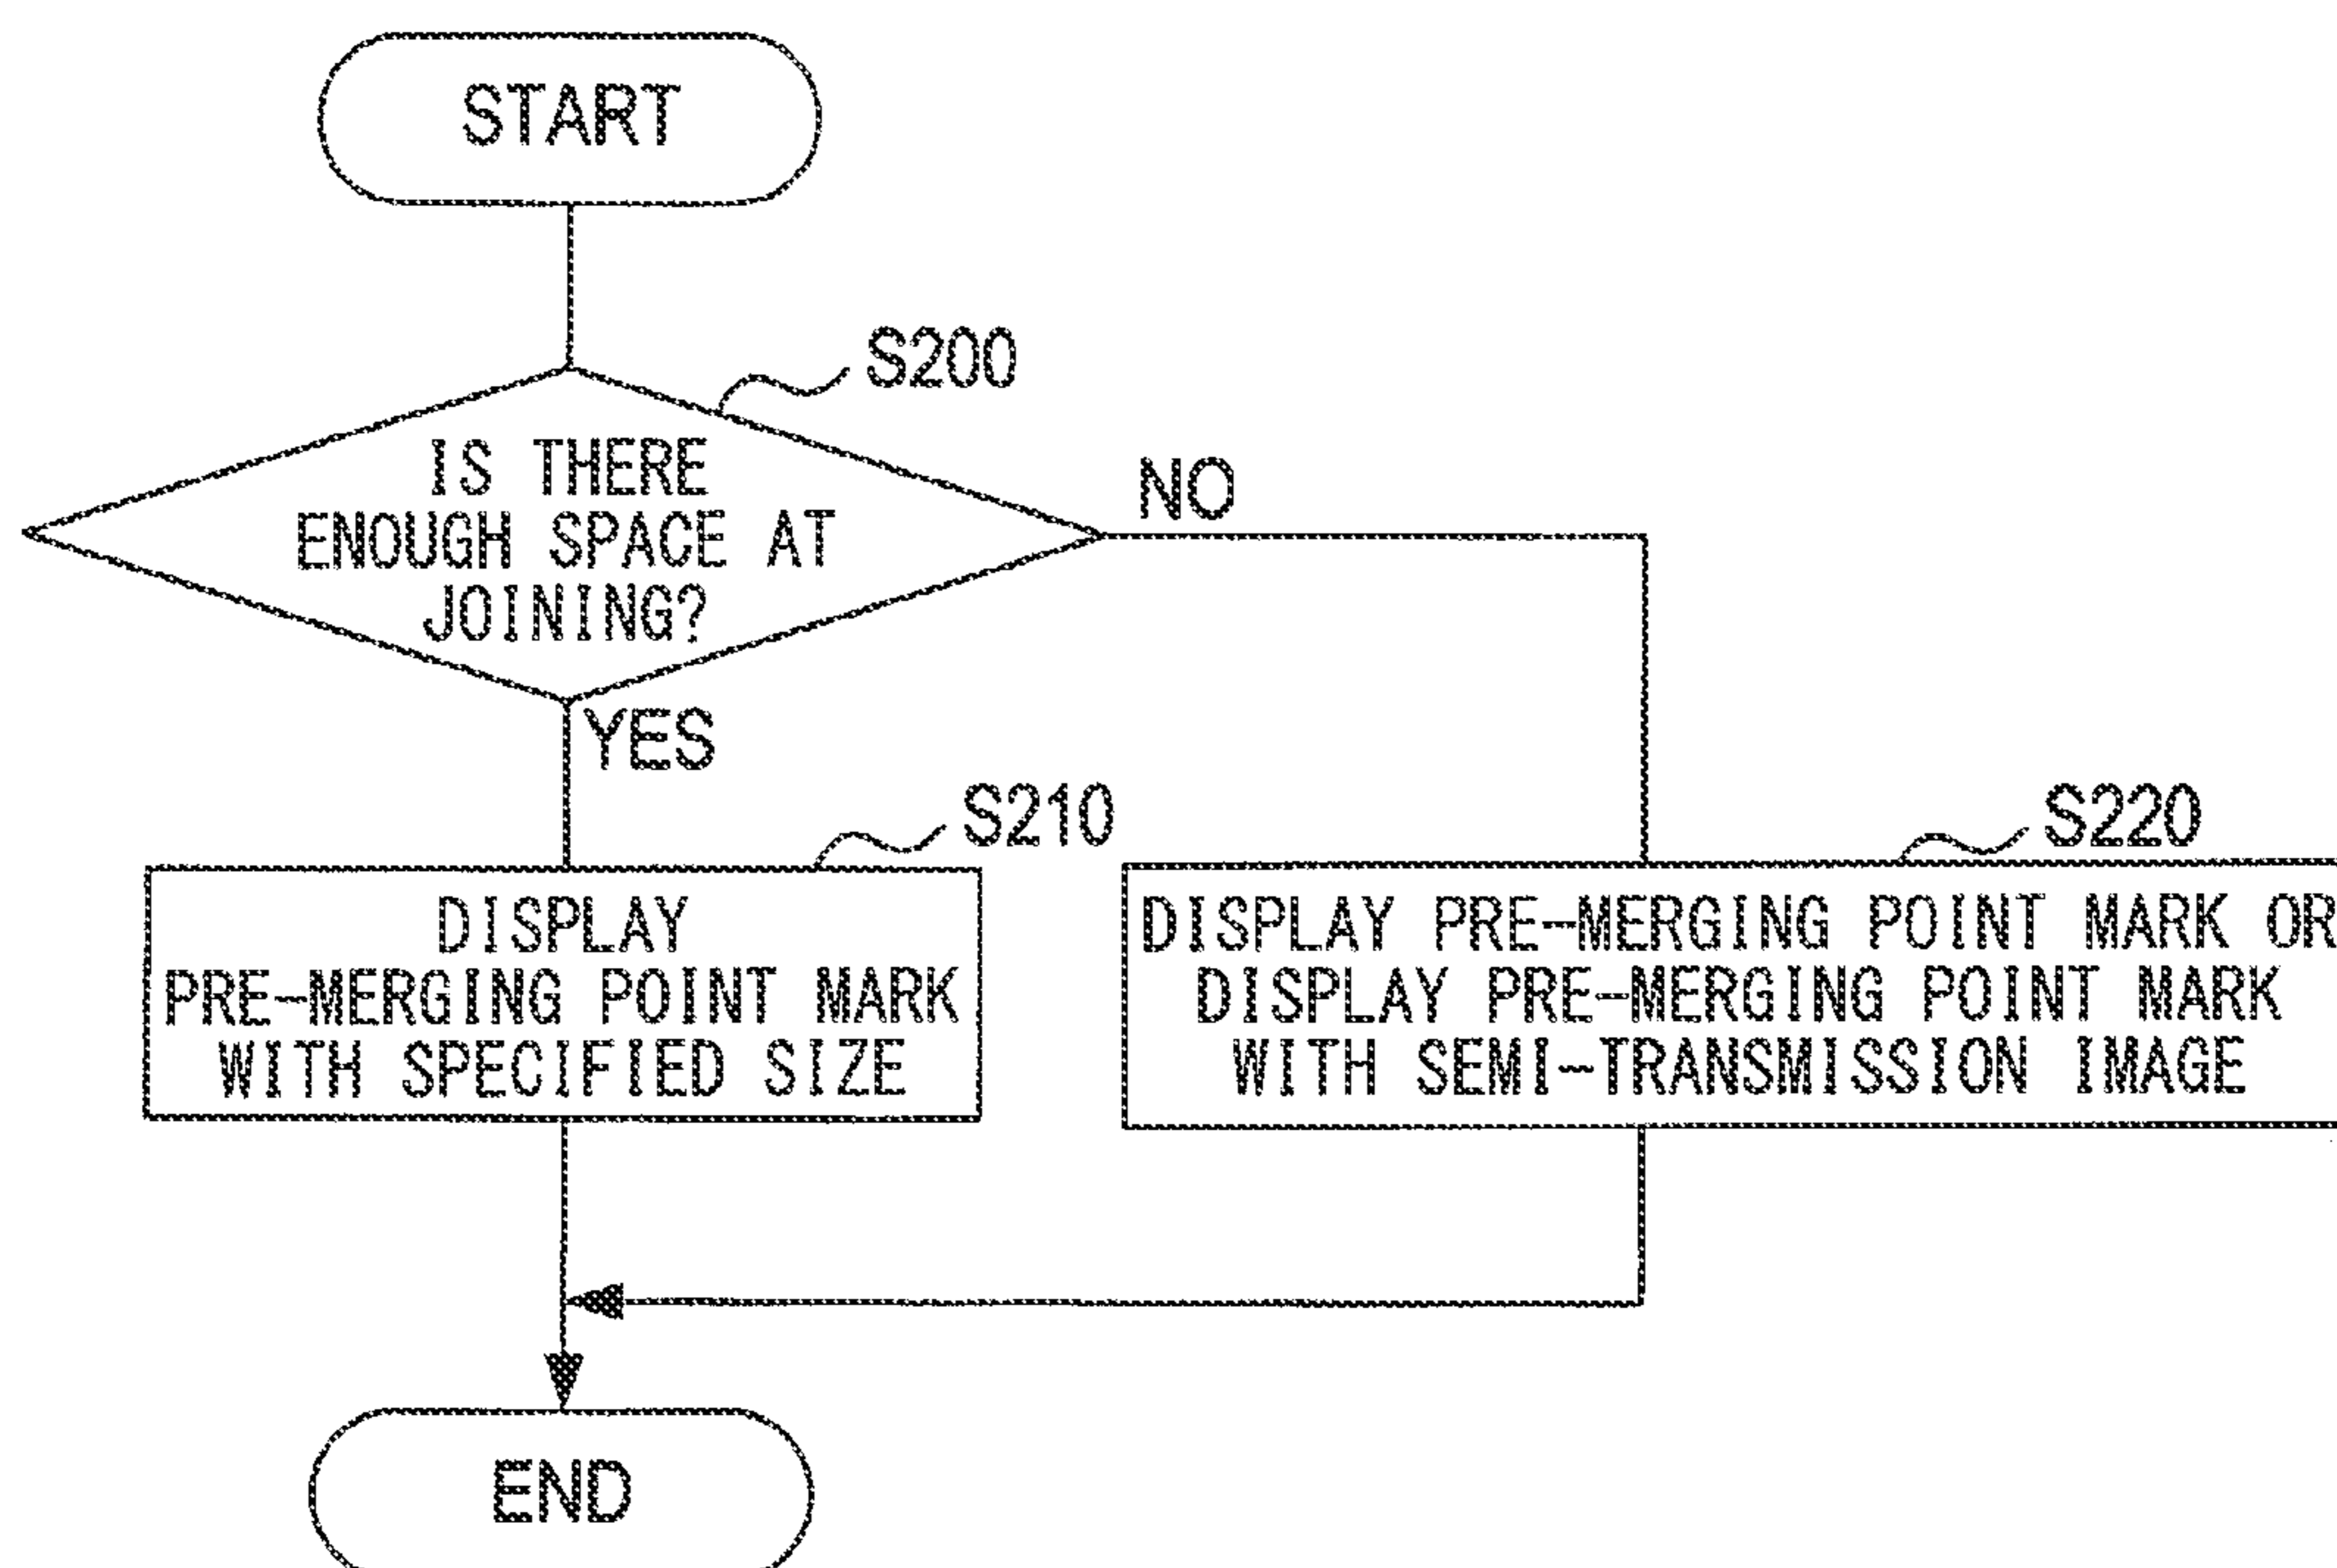 START
S200
IS THERE
ENOUGH SPACE AT
JOINING?
NO
YES
S210
DISPLAY
PRE-MERGING POINT MARK
WITH SPECIFIED SIZE
S220
DISPLAY PRE-MERGING POINT MARK OR
DISPLAY PRE-MERGING POINT MARK
WITH SEMI-TRANSMISSION IMAGE
END